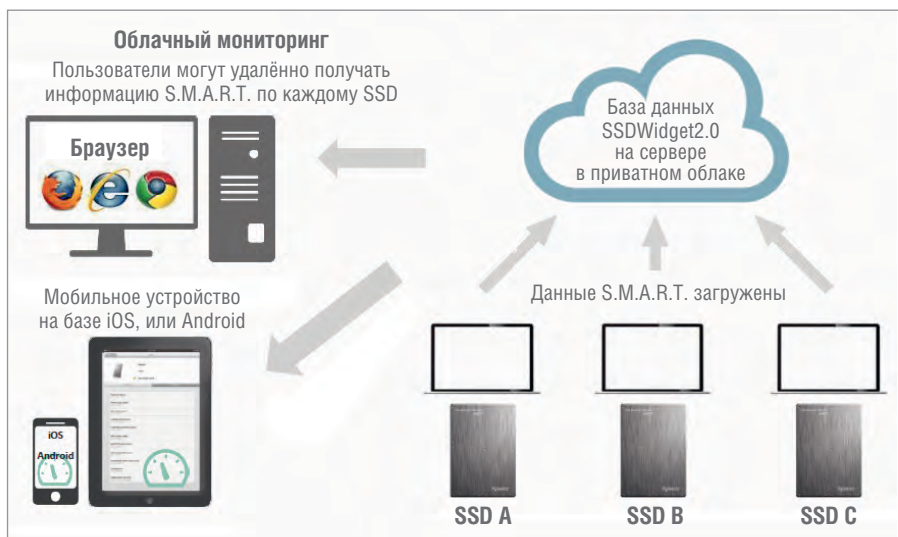 Облачный мониторинг
Пользователи могут удалённо получать
информацию S.M.A.R.T. по каждому SSD
Браузер
База данных
SSDWidget2.0
на сервере
в приватном облаке
Мобильное устройство
на базе iOS, или Android
iOS
Android
Данные S.M.A.R.T. загружены
SSD A
SSD B
SSD C